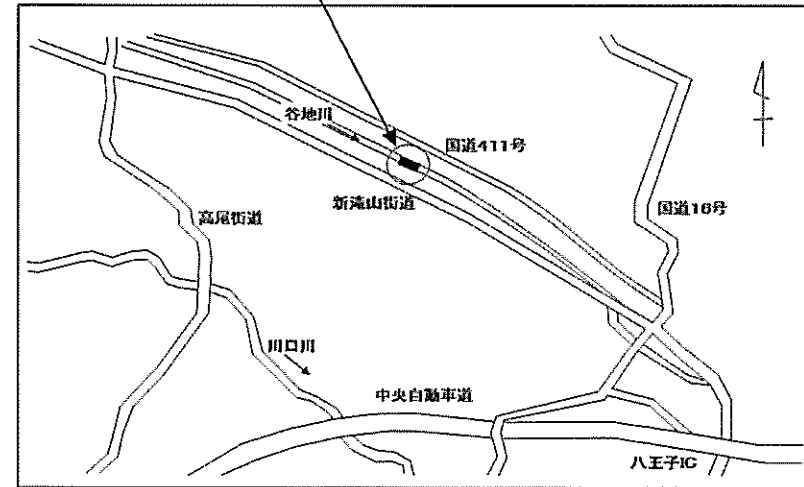 谷地川
国道411号
新滝山街道
国道16号
高尾街道
川口川
中央自動車道
八王子IC